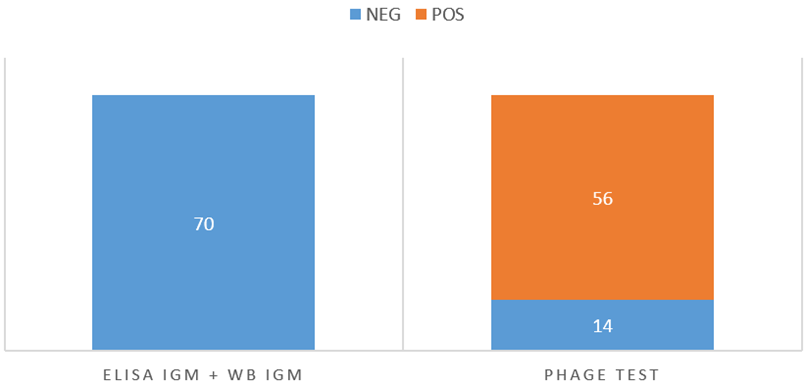 NEG POS
70
56
14
ELISA IGM + WB IGM
PHAGE TEST